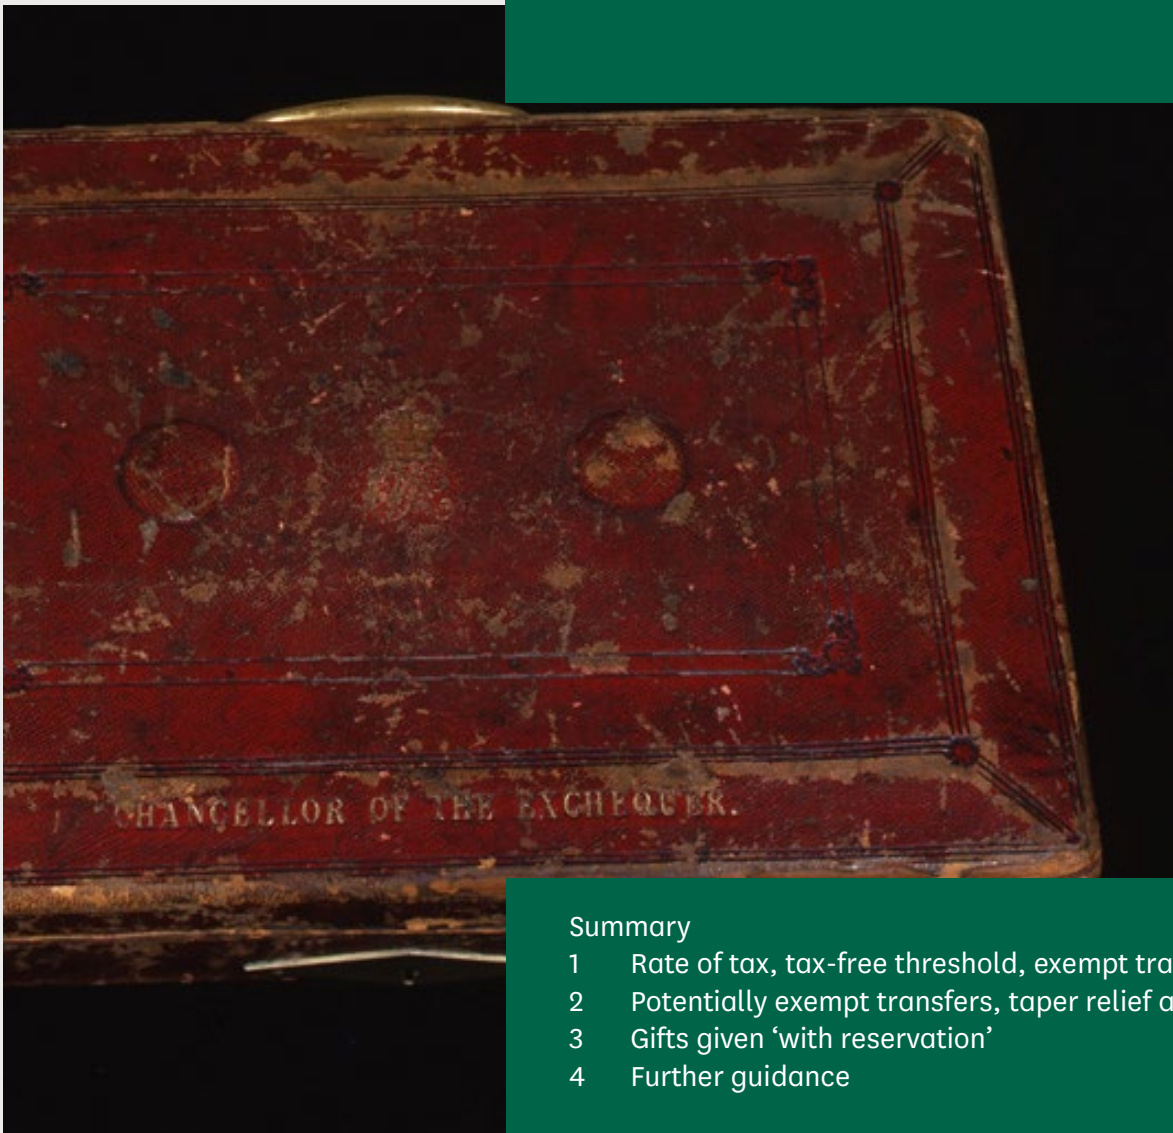 CHANCELLOR OF THE EXCHEQUER.
Summary
1 Rate of tax, tax-free threshold, exempt tra
2 Potentially exempt transfers, taper relief a
3 Gifts given ‘with reservation’
4 Further guidance